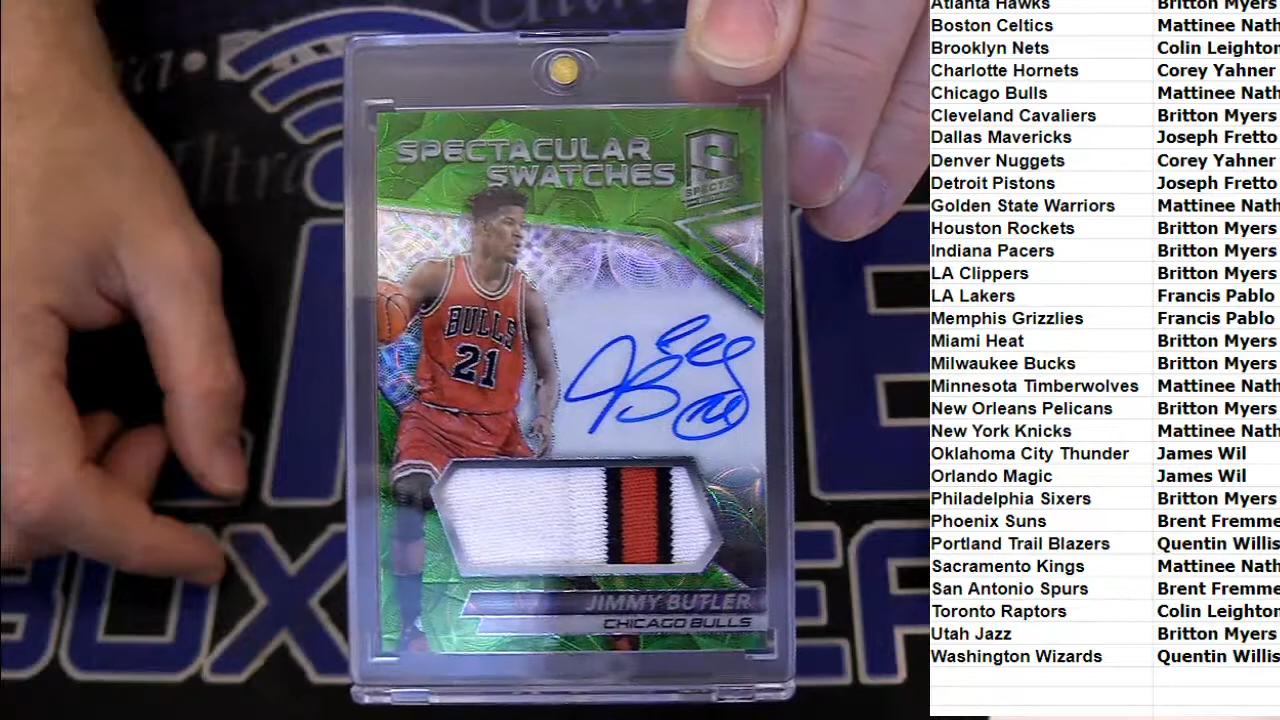 SPECTACULAR
SWATCHES
S
SPECTRA
BULLS
21
JIMMY BUTLER
CHICAGO BULLS
Ultra
BOX
Atlanta Hawks Britton Myers
Boston Celtics Mattinee Nath
Brooklyn Nets Colin Leighton
Charlotte Hornets Corey Yahner
Chicago Bulls Mattinee Nath
Cleveland Cavaliers Britton Myers
Dallas Mavericks Joseph Fretto
Denver Nuggets Corey Yahner
Detroit Pistons Joseph Fretto
Golden State Warriors Mattinee Nath
Houston Rockets Britton Myers
Indiana Pacers Britton Myers
LA Clippers Britton Myers
LA Lakers Francis Pablo
Memphis Grizzlies Francis Pablo
Miami Heat Britton Myers
Milwaukee Bucks Britton Myers
Minnesota Timberwolves Mattinee Nath
New Orleans Pelicans Britton Myers
New York Knicks Mattinee Nath
Oklahoma City Thunder James Wil
Orlando Magic James Wil
Philadelphia Sixers Britton Myers
Phoenix Suns Brent Fremme
Portland Trail Blazers Quentin Willis
Sacramento Kings Mattinee Nath
San Antonio Spurs Brent Fremme
Toronto Raptors Colin Leighton
Utah Jazz Britton Myers
Washington Wizards Quentin Willis